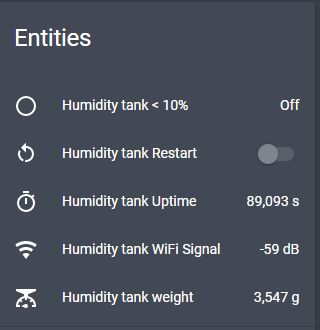 Entities
Humidity tank < 10% Off
Humidity tank Restart
Humidity tank Uptime 89,093 s
Humidity tank WiFi Signal -59 dB
Humidity tank weight 3,547 g